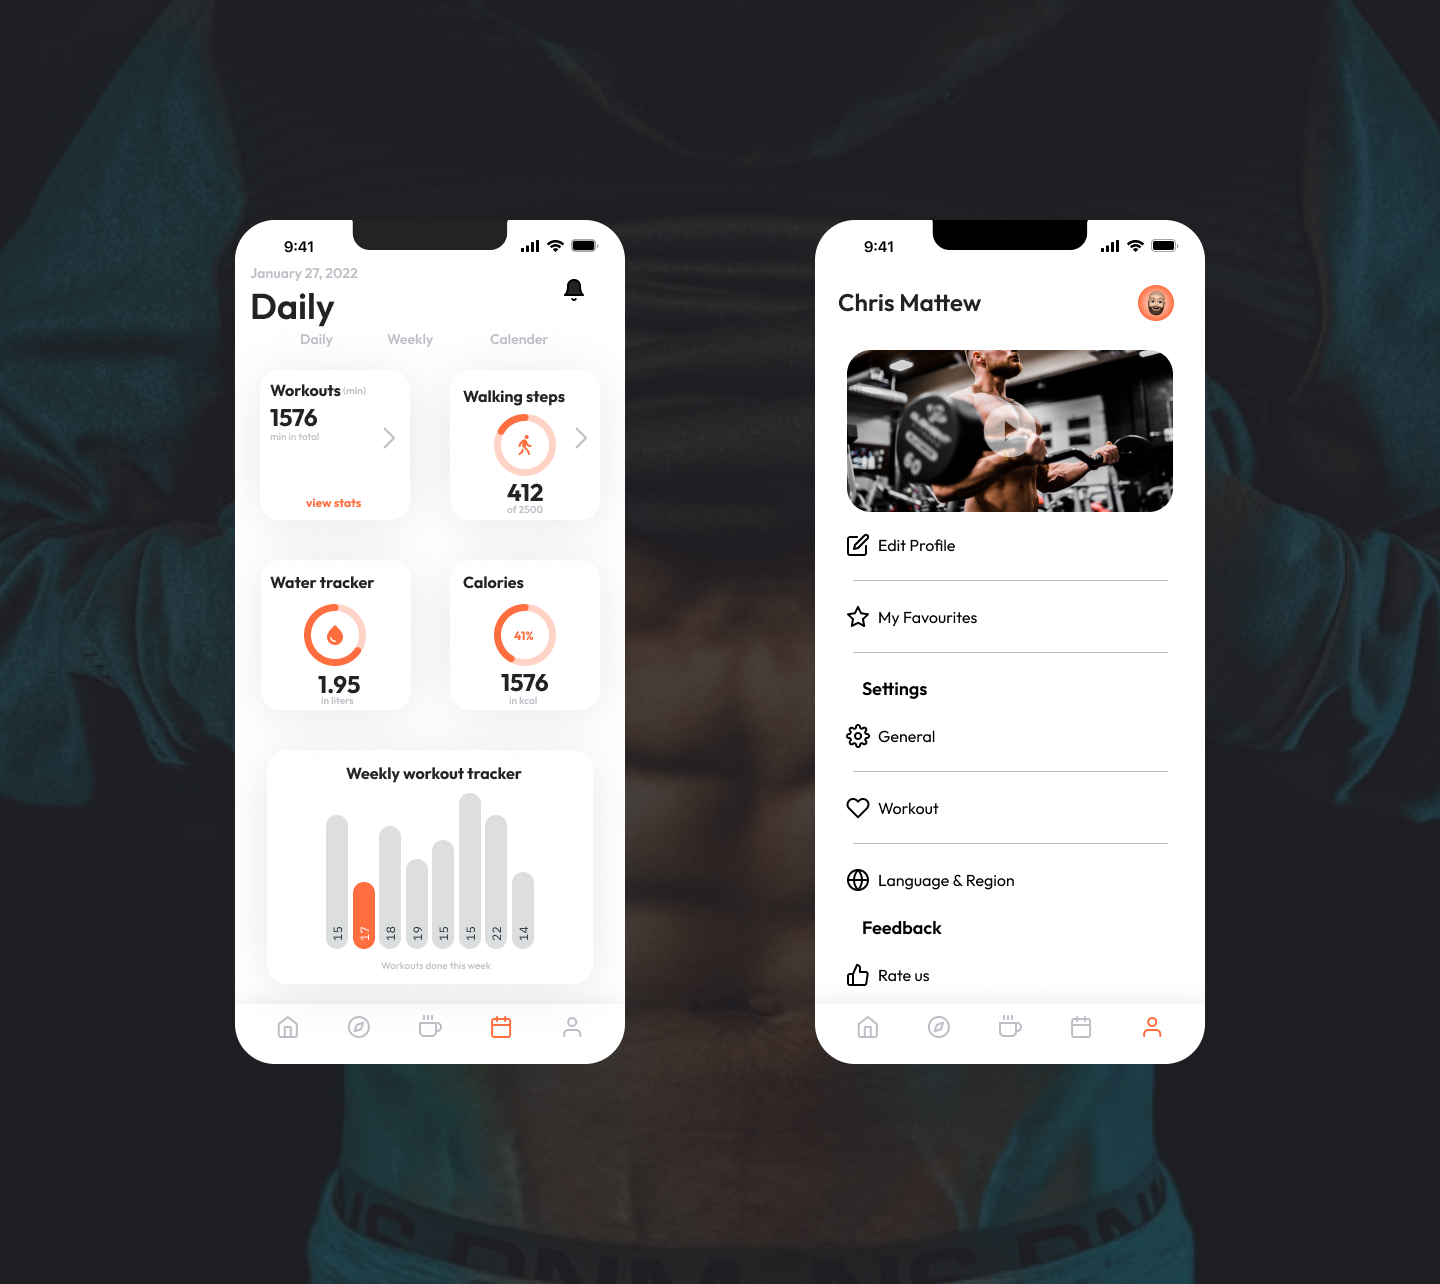 9:41
January 27, 2022
Daily
Daily Weekly Calender
Workouts (min)
1576
min in total
view stats
Walking steps
412
of 2500
Water tracker
1.95
in liters
Calories
41%
1576
in kcal
Weekly workout tracker
15 17 18 19 15 15 22 14
Workouts done this week
9:41
Chris Mattew
60
Edit Profile
My Favourites
Settings
General
Workout
Language & Region
Feedback
Rate us